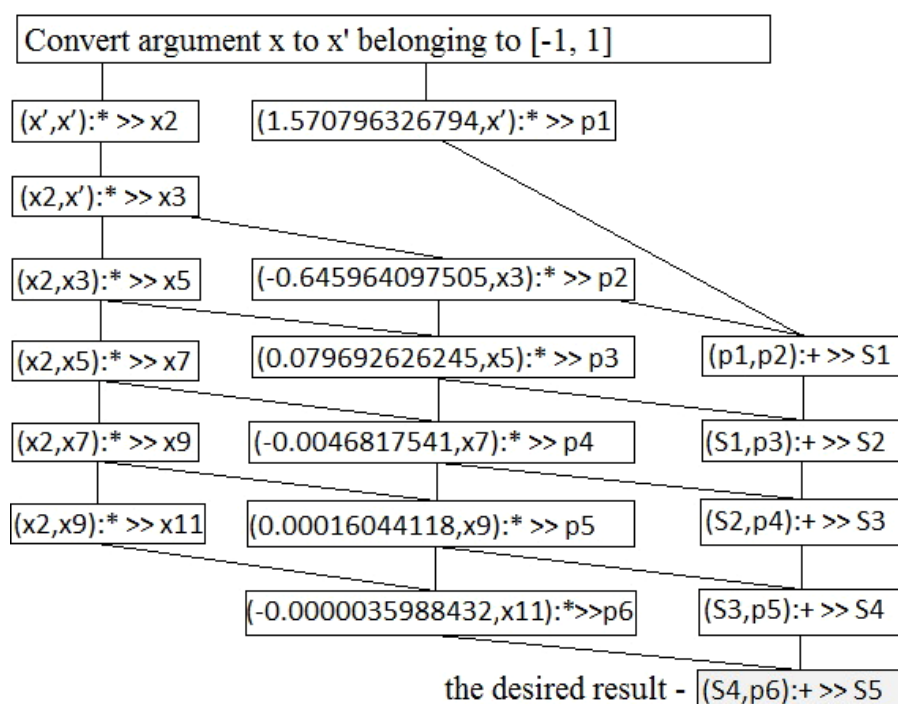 Convert argument x to x' belonging to [-1, 1]
(x’,x’):* >> x2
(1.570796326794,x’):* >> p1
(x2,x’):* >> x3
(x2,x3):* >> x5
(-0.645964097505,x3):* >> p2
(x2,x5):* >> x7
(0.079692626245,x5):* >> p3
(p1,p2):+ >> S1
(x2,x7):* >> x9
(-0.0046817541,x7):* >> p4
(S1,p3):+ >> S2
(x2,x9):* >> x11
(0.00016044118,x9):* >> p5
(S2,p4):+ >> S3
(-0.0000035988432,x11):*>>p6
(S3,p5):+ >> S4
the desired result - (S4,p6):+ >> S5